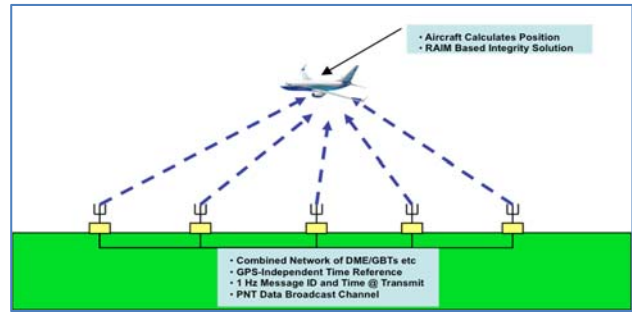 • Aircraft Calculates Position
• RAIM Based Integrity Solution
• Combined Network of DME/GBTs etc
• GPS-Independent Time Reference
• 1 Hz Message ID and Time @ Transmit
• PNT Data Broadcast Channel